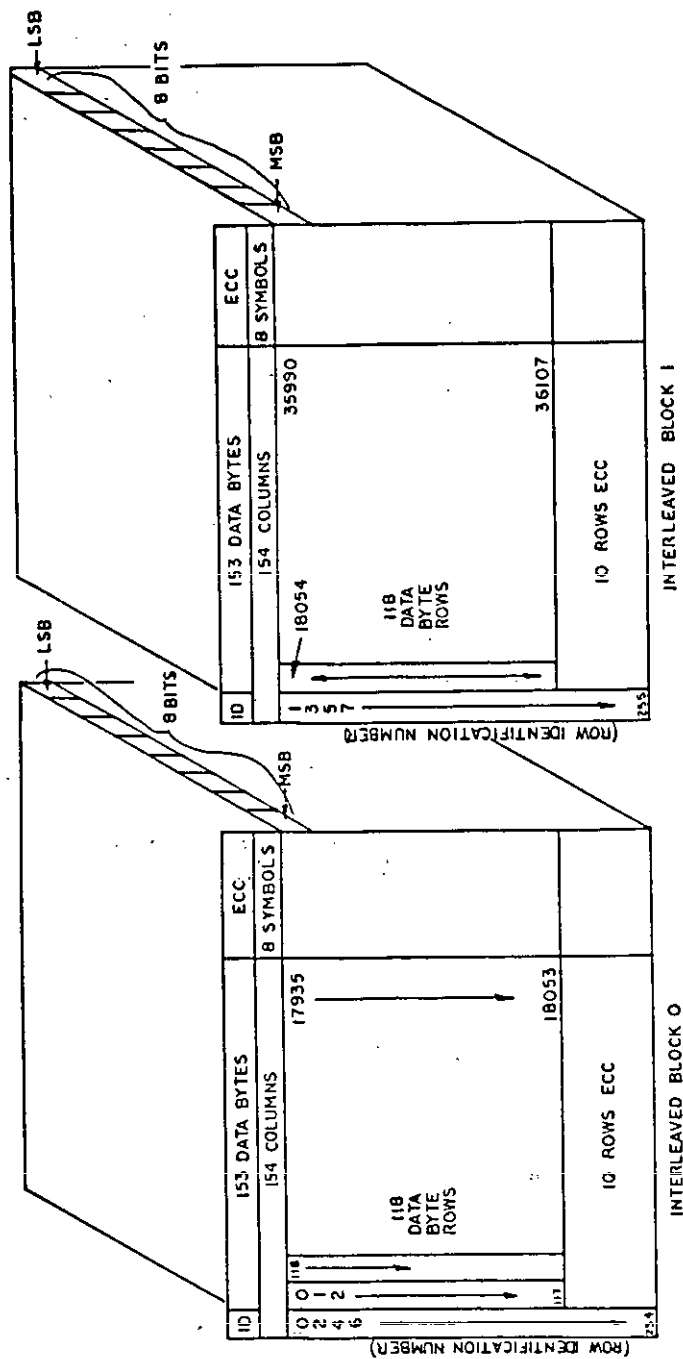 ID
153 DATA BYTES
ECC
154 COLUMNS
8 SYMBOLS
LSB
8 BITS
MSB
(ROW IDENTIFICATION NUMBER)
0
2
4
6
254
0
1
2
117
118
118
DATA
BYTE
ROWS
17935
18053
10 ROWS ECC
INTERLEAVED BLOCK 0
ID
153 DATA BYTES
ECC
154 COLUMNS
8 SYMBOLS
LSB
8 BITS
MSB
(ROW IDENTIFICATION NUMBER)
1
3
5
7
255
18054
118
DATA
BYTE
ROWS
35990
36107
10 ROWS ECC
INTERLEAVED BLOCK 1